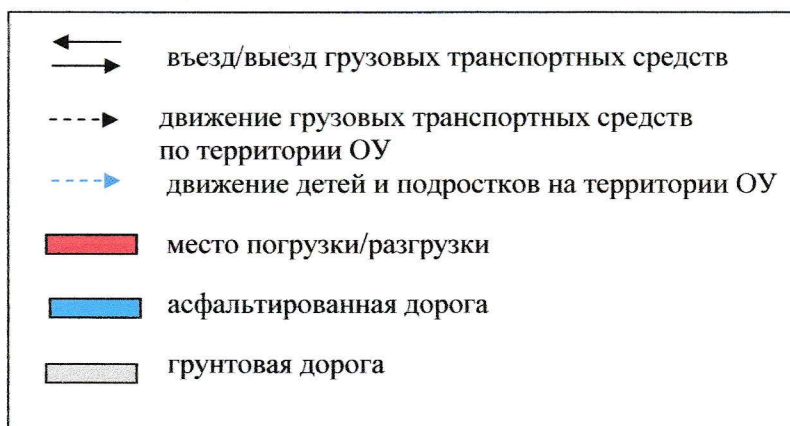 въезд/выезд грузовых транспортных средств
движение грузовых транспортных средств
по территории ОУ
движение детей и подростков на территории ОУ
место погрузки/разгрузки
асфальтированная дорога
грунтовая дорога